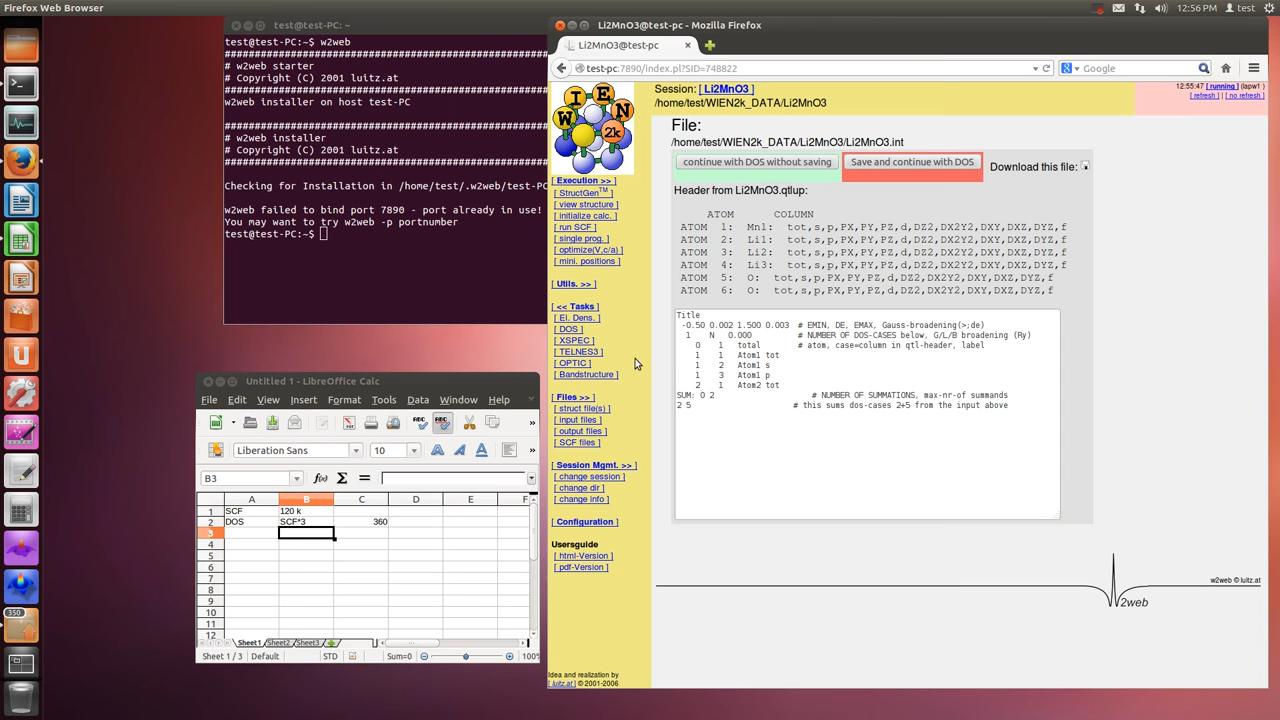 Firefox Web Browser
12:56 PM
test
test@test-PC: ~
test@test-PC:~$ w2web
#######################################################
# w2web starter
# Copyright (C) 2001 luitz.at
#######################################################
w2web installer on host test-PC
#######################################################
# w2web installer
# Copyright (C) 2001 luitz.at
#######################################################
Checking for Installation in /home/test/.w2web/test-PC
w2web failed to bind port 7890 - port already in use!
You may want to try w2web -p portnumber
test@test-PC:~$
350
Untitled 1 - LibreOffice Calc
File Edit View Insert Format Tools Data Window Help
Liberation Sans
10
B3
A B C D E F
1 SCF 120 k
2 DOS SCF*3 360
3
4
5
6
7
8
9
10
11
12
Sheet1 Sheet2 Sheet3
Sheet 1 / 3 Default STD Sum=0 100%
Li2MnO3@test-pc - Mozilla Firefox
Li2MnO3@test-pc
test-pc:7890/index.pl?SID=748822
Google
W I E N
2k
Session: [ Li2MnO3 ]
/home/test/WIEN2k_DATA/Li2MnO3
12:55:47 [ running ] (lapw1 )
[ refresh ] [ no refresh ]
[ Execution >> ]
[ StructGen™ ]
[ view structure ]
[ initialize calc. ]
[ run SCF ]
[ single prog. ]
[ optimize(V,c/a) ]
[ mini. positions ]
[ Utils. >> ]
[ << Tasks ]
[ El. Dens. ]
[ DOS ]
[ XSPEC ]
[ TELNES3 ]
[ OPTIC ]
[ Bandstructure ]
[ Files >> ]
[ struct file(s) ]
[ input files ]
[ output files ]
[ SCF files ]
[ Session Mgmt. >> ]
[ change session ]
[ change dir ]
[ change info ]
[ Configuration ]
Usersguide
[ html-Version ]
[ pdf-Version ]
Idea and realization by
[ luitz.at ] © 2001-2006
File:
/home/test/WIEN2k_DATA/Li2MnO3/Li2MnO3.int
continue with DOS without saving
Save and continue with DOS
Download this file:
Header from Li2MnO3.qtlup:
ATOM COLUMN
ATOM 1: Mn1: tot,s,p,PX,PY,PZ,d,DZ2,DX2Y2,DXY,DXZ,DYZ,f
ATOM 2: Li1: tot,s,p,PX,PY,PZ,d,DZ2,DX2Y2,DXY,DXZ,DYZ,f
ATOM 3: Li2: tot,s,p,PX,PY,PZ,d,DZ2,DX2Y2,DXY,DXZ,DYZ,f
ATOM 4: Li3: tot,s,p,PX,PY,PZ,d,DZ2,DX2Y2,DXY,DXZ,DYZ,f
ATOM 5: O: tot,s,p,PX,PY,PZ,d,DZ2,DX2Y2,DXY,DXZ,DYZ,f
ATOM 6: O: tot,s,p,PX,PY,PZ,d,DZ2,DX2Y2,DXY,DXZ,DYZ,f
Title
-0.50 0.002 1.500 0.003 # EMIN, DE, EMAX, Gauss-broadening(>;de)
1 N 0.000 # NUMBER OF DOS-CASES below, G/L/B broadening (Ry)
0 1 total # atom, case=column in qtl-header, label
1 1 Atom1 tot
1 2 Atom1 s
1 3 Atom1 p
2 1 Atom2 tot
SUM: 0 2 # NUMBER OF SUMMATIONS, max-nr-of summands
2 5 # this sums dos-cases 2+5 from the input above
w2web © luitz.at
2web